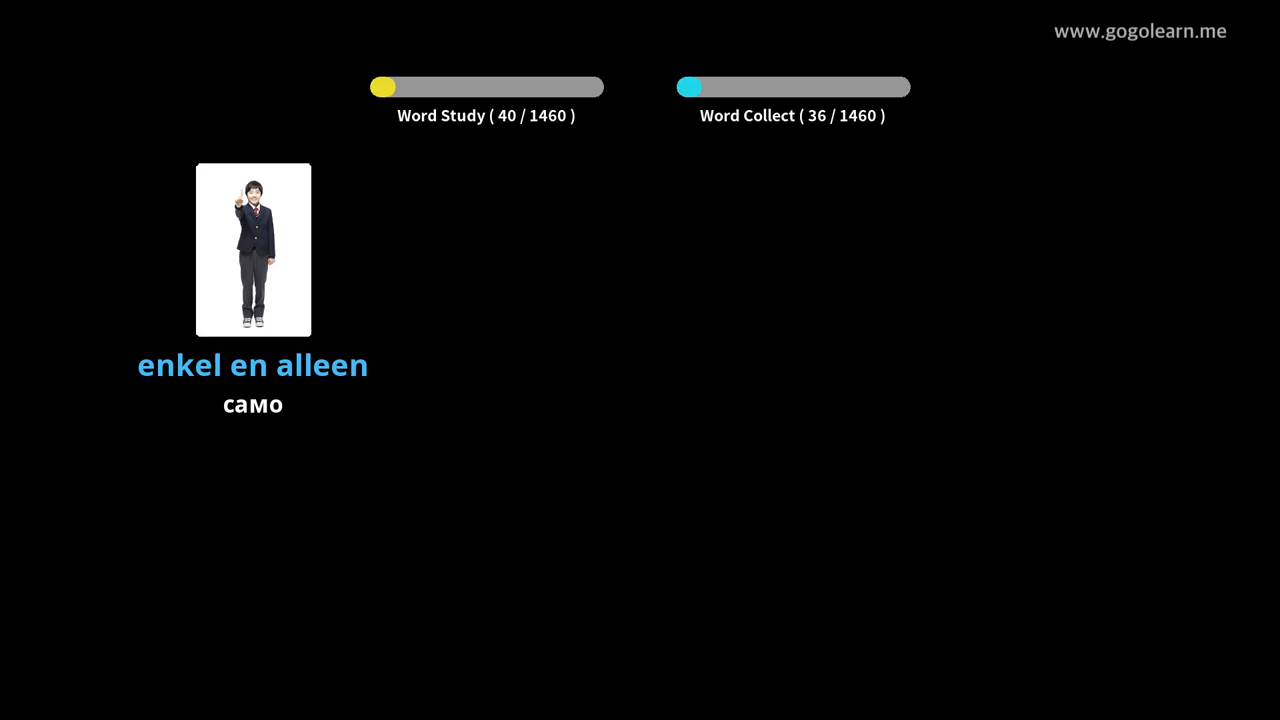 www.gogolearn.me
Word Study ( 40 / 1460 )
Word Collect ( 36 / 1460 )
enkel en alleen
само